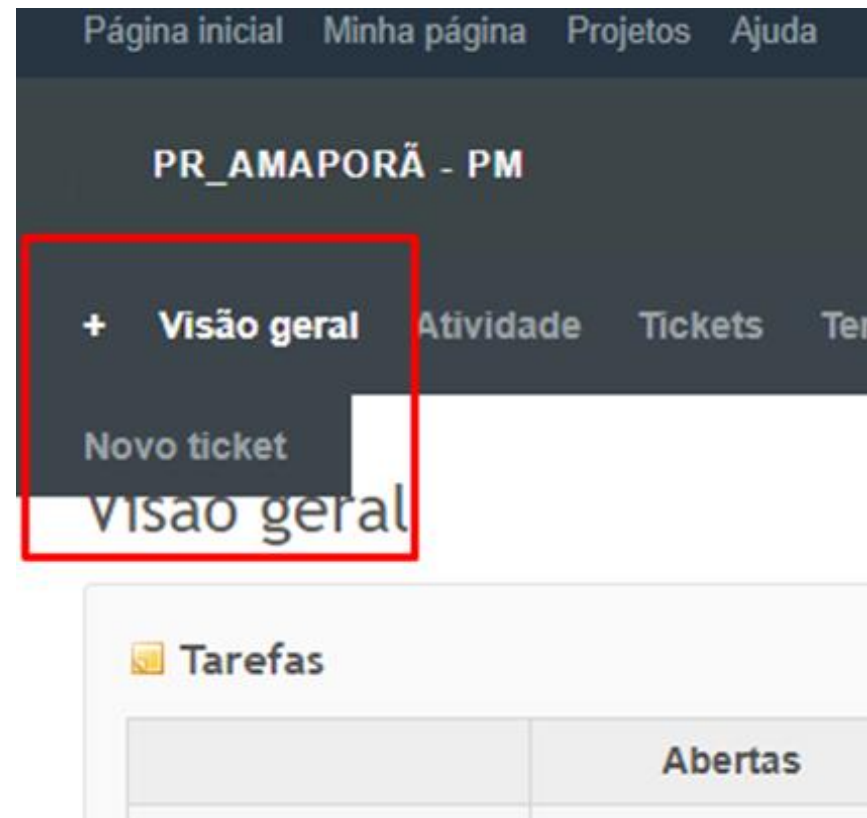 Página inicial Minha página Projetos Ajuda
PR_AMAPORÃ - PM
+ Visão geral Atividade Tickets
Novo ticket
Visão geral
Tarefas
Abertas